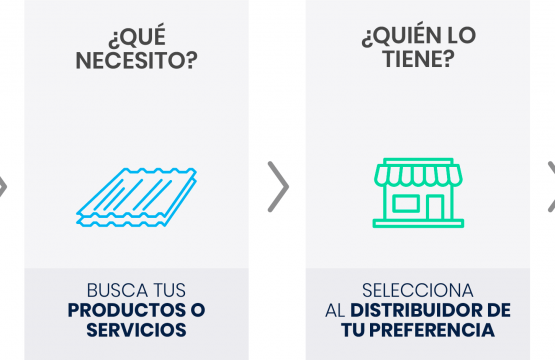 ¿QUÉ
NECESITO?
BUSCA TUS
PRODUCTOS O
SERVICIOS
¿QUIÉN LO
TIENE?
SELECCIONA
AL DISTRIBUIDOR DE
TU PREFERENCIA